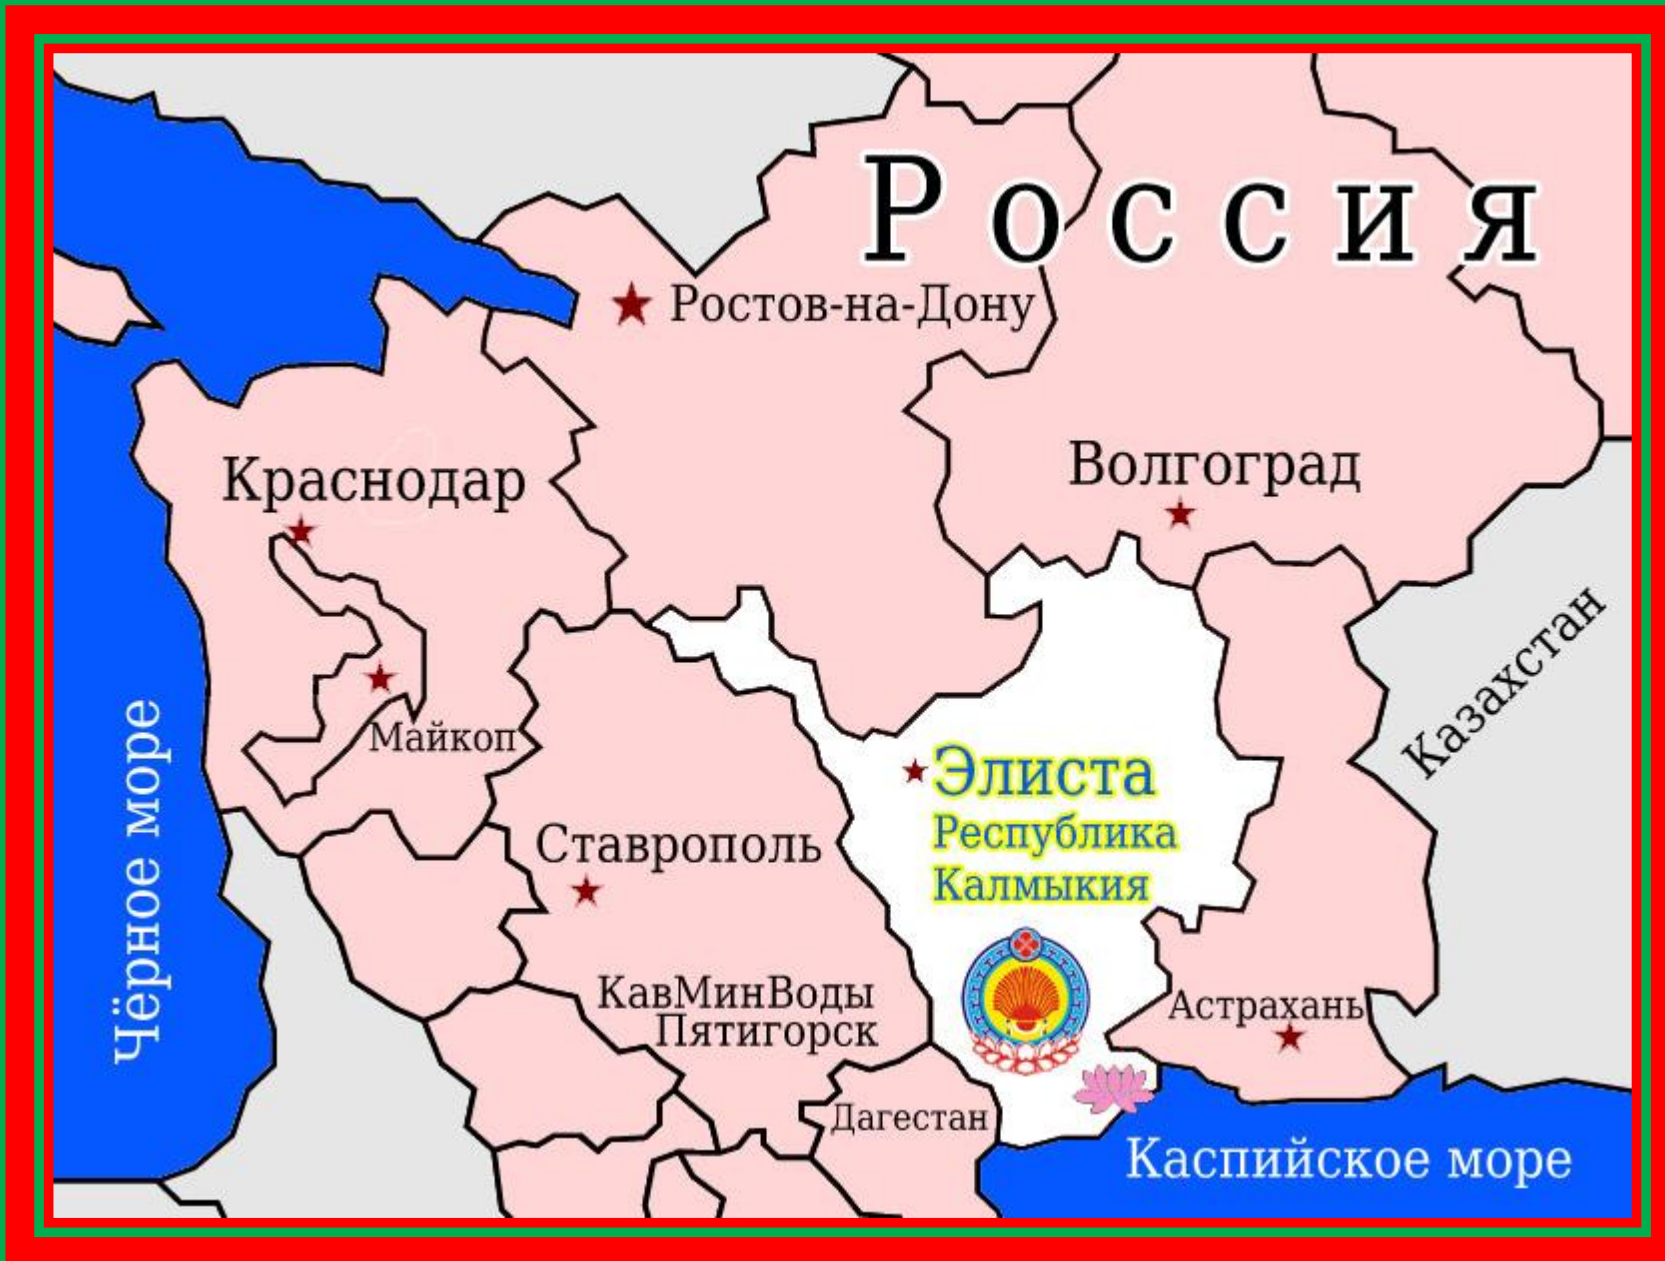 Россия
Ростов-на-Дону
Волгоград
Краснодар
Казахстан
Майкоп
Чёрное море
Элиста
Республика
Калмыкия
Ставрополь
КавМинВоды
Пятигорск
Астрахань
Дагестан
Каспийское море